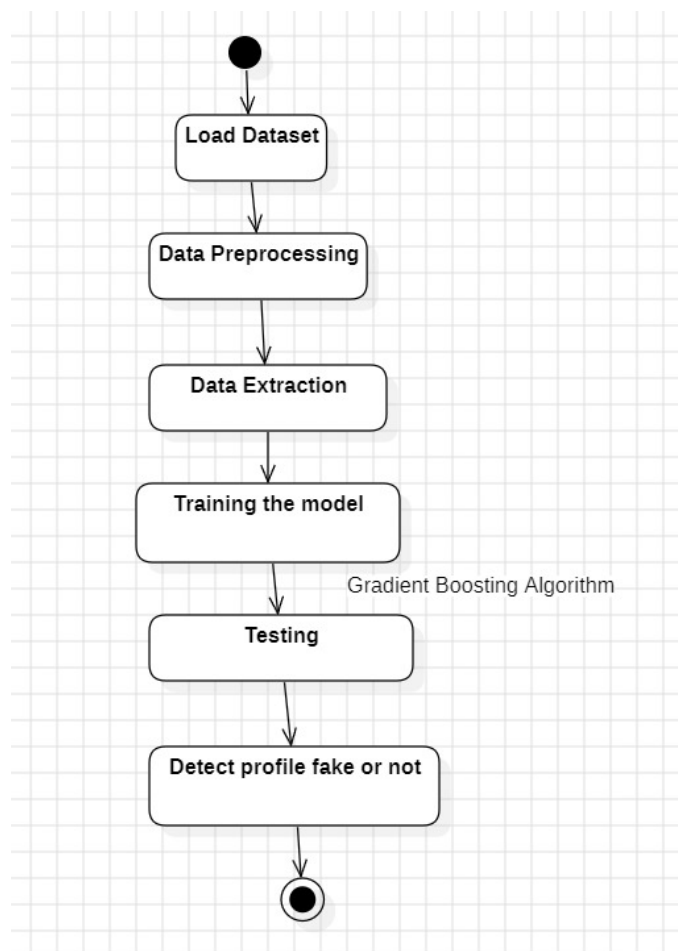 Load Dataset
Data Preprocessing
Data Extraction
Training the model
Gradient Boosting Algorithm
Testing
Detect profile fake or not